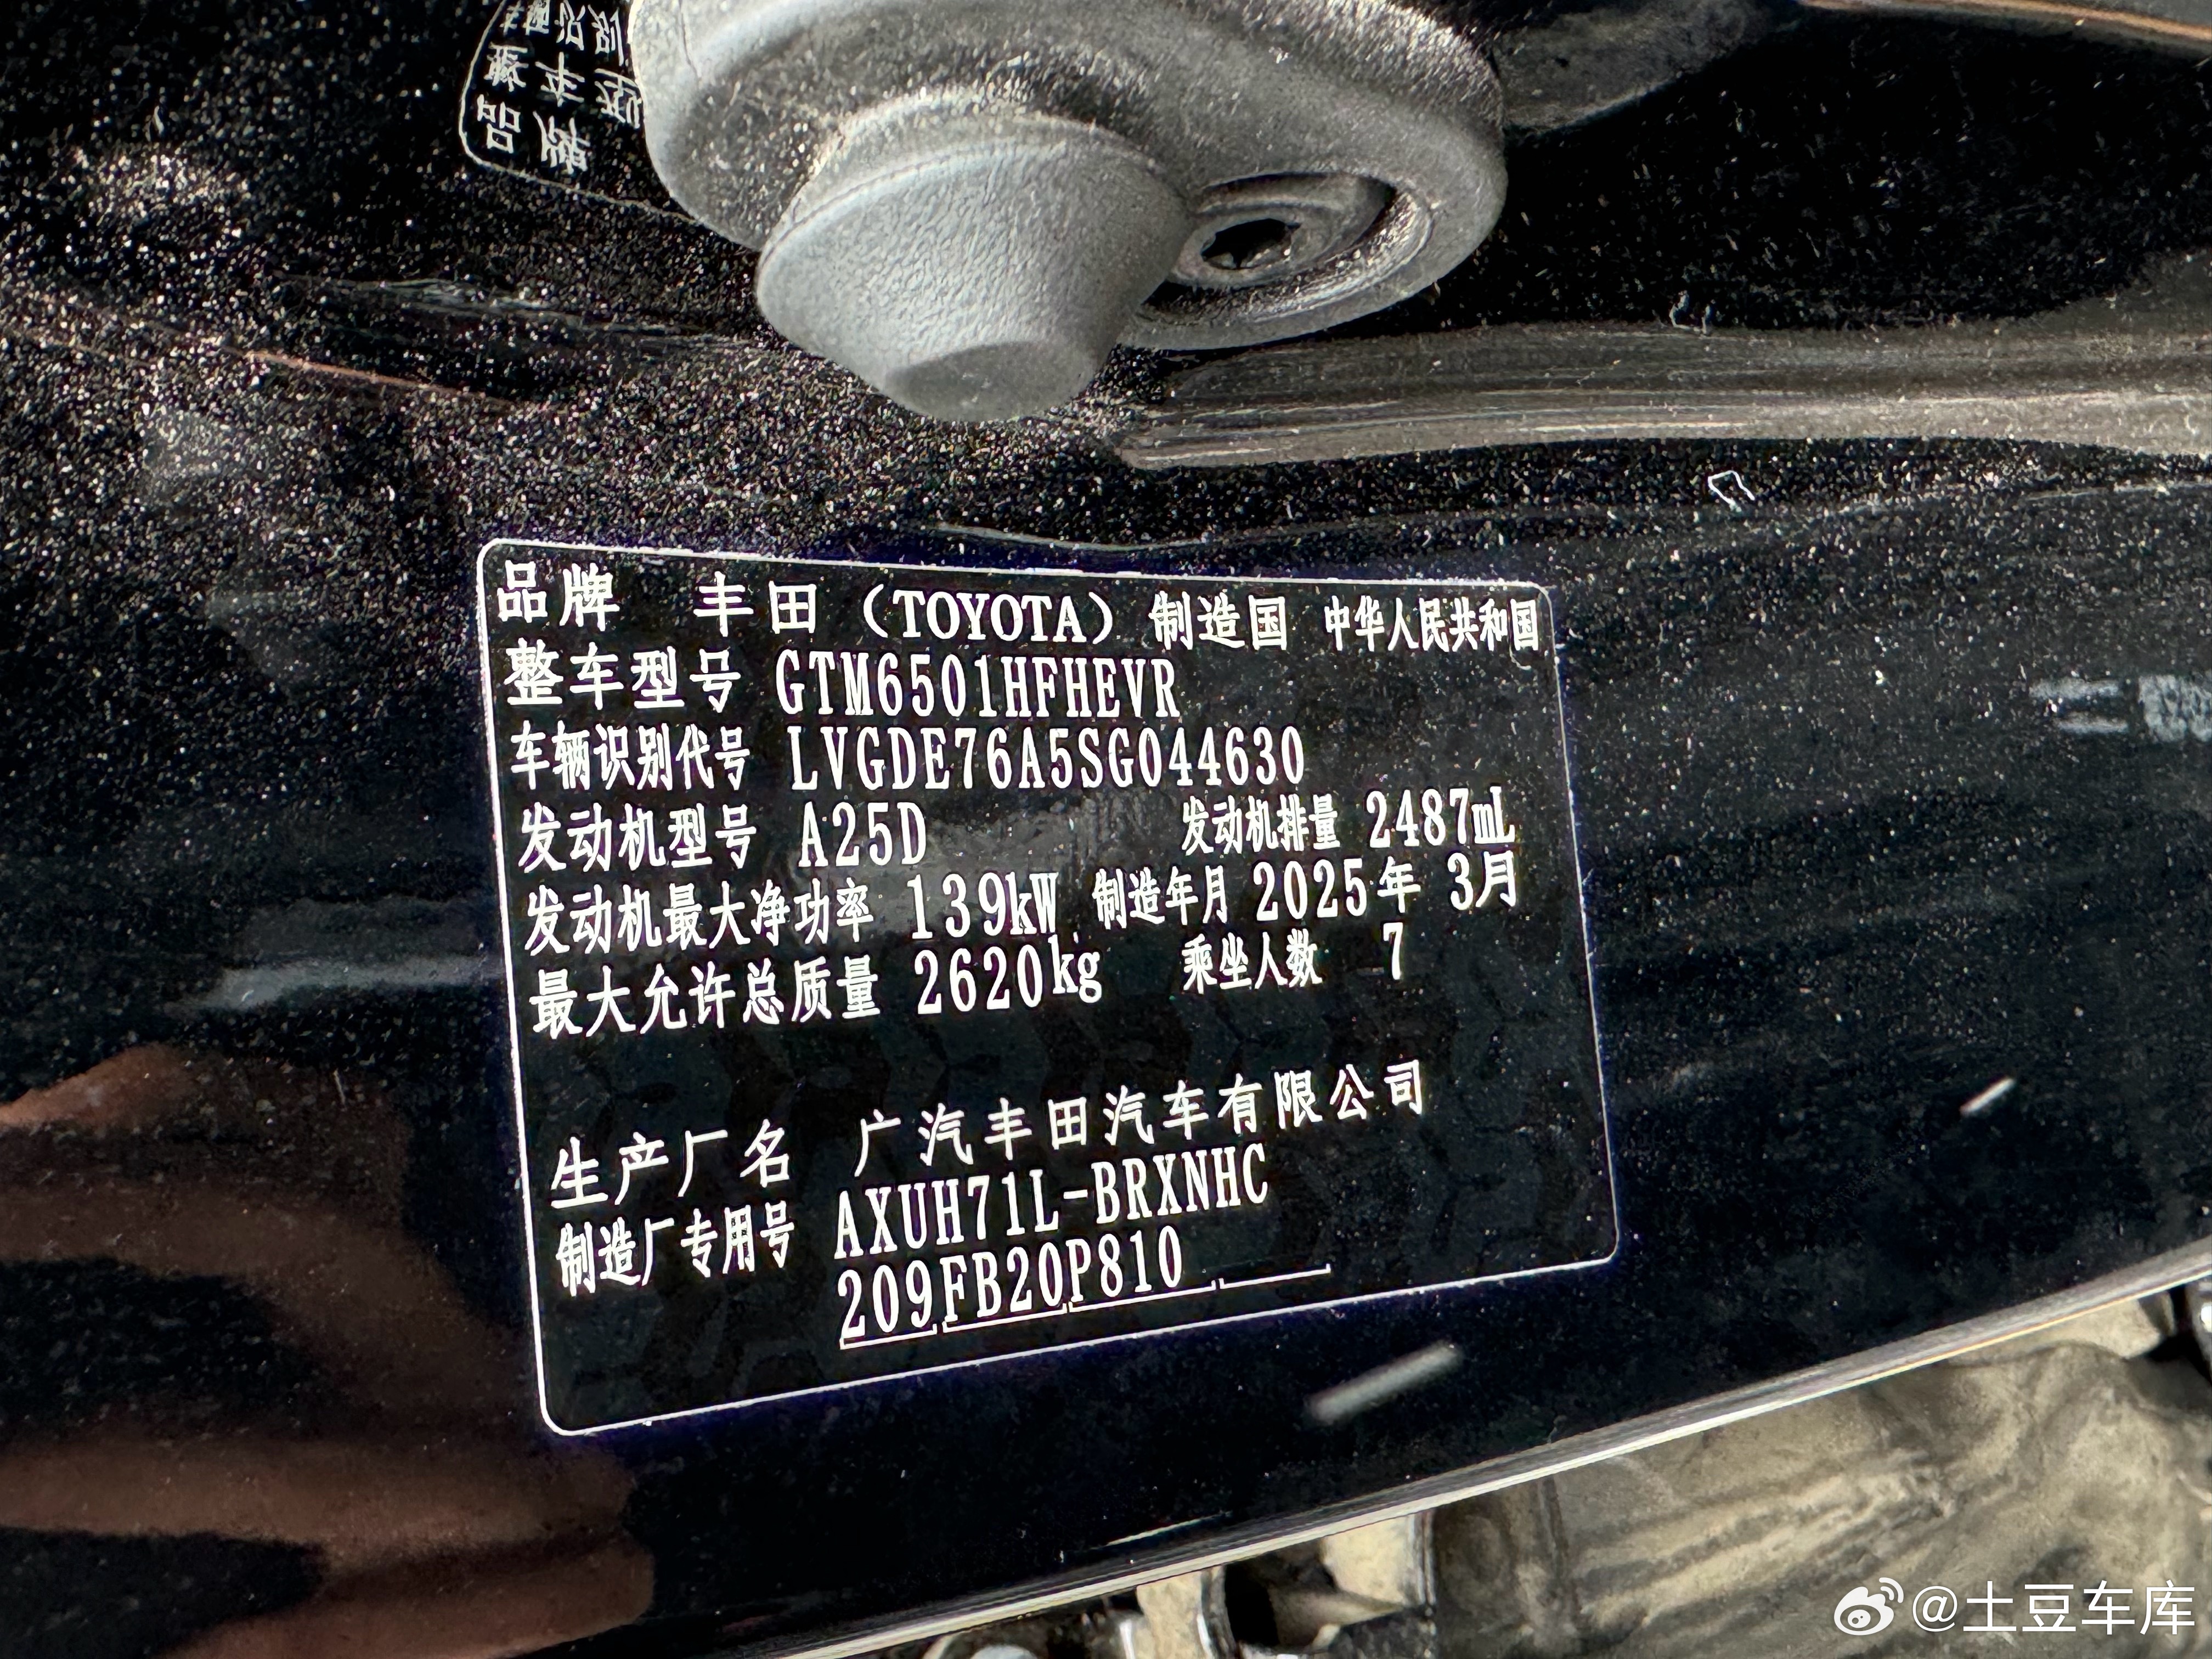 品牌 丰田（TOYOTA）制造国 中华人民共和国
整车型号 GTM6501HFHEVR
车辆识别代号 LVGDE76A5SG044630
发动机型号 A25D 发动机排量 2487mL
发动机最大净功率 139kW 制造年月 2025年 3月
最大允许总质量 2620kg 乘坐人数 7
生产厂名 广汽丰田汽车有限公司
制造厂专用号 AXUH71L-BRXNHC
209FB20P810
@土豆车库